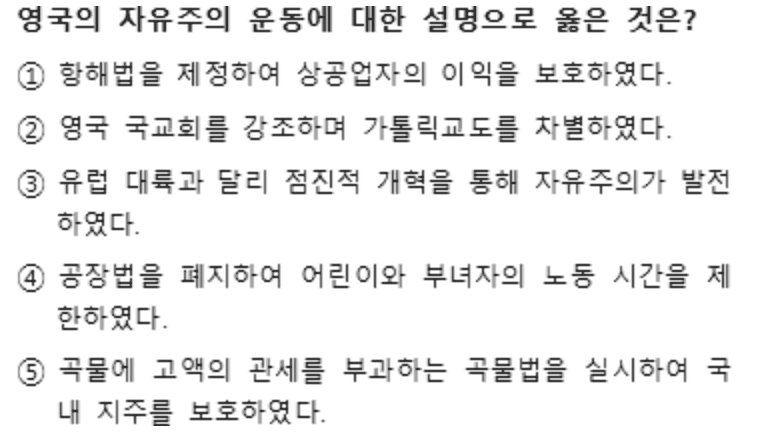 영국의 자유주의 운동에 대한 설명으로 옳은 것은?
① 항해법을 제정하여 상공업자의 이익을 보호하였다.
② 영국 국교회를 강조하며 가톨릭교도를 차별하였다.
③ 유럽 대륙과 달리 점진적 개혁을 통해 자유주의가 발전
하였다.
④ 공장법을 폐지하여 어린이와 부녀자의 노동 시간을 제
한하였다.
⑤ 곡물에 고액의 관세를 부과하는 곡물법을 실시하여 국
내 지주를 보호하였다.